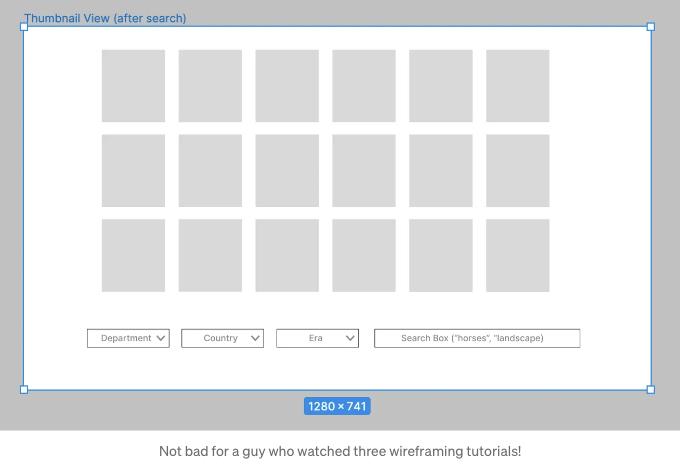 Thumbnail View (after search)
Department
Country
Era
Search Box ("horses", "landscape)
1280 × 741
Not bad for a guy who watched three wireframing tutorials!